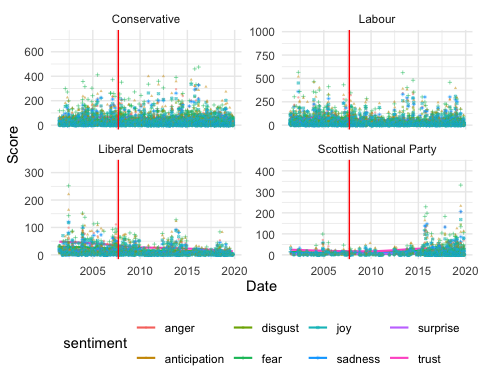 Conservative Labour
600
400
200
0
1000
750
500
250
0
Liberal Democrats Scottish National Party
300
200
100
0
400
300
200
100
0
2005 2010 2015 2020 2005 2010 2015 2020
Score
Date
sentiment
anger disgust joy surprise
anticipation fear sadness trust